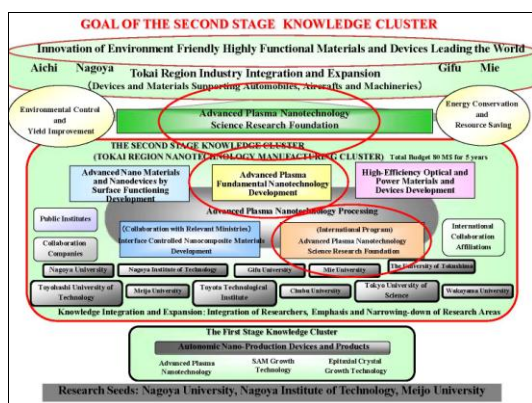 GOAL OF THE SECOND STAGE KNOWLEDGE CLUSTER
Innovation of Environment Friendly Highly Functional Materials and Devices Leading the World
Aichi Nagoya Gifu Mie
Tokai Region Industry Integration and Expansion
(Devices and Materials Supporting Automobiles, Aircrafts and Machineries)
Environmental Control
and
Yield Improvement
Advanced Plasma Nanotechnology
Science Research Foundation
Energy Conservation
and
Resource Saving
THE SECOND STAGE KNOWLEDGE CLUSTER
(TOKAI REGION NANOTECHNOLOGY MANUFACTURING CLUSTER) Total Budget 80 M$ for 5 years
Advanced Nano Materials
and Nanodevices by
Surface Functioning
Development
Advanced Plasma
Fundamental Nanotechnology
Development
High-Efficiency Optical and
Power Materials and
Devices Development
Advanced Plasma Nanotechnology Processing
Public Institutes
Collaboration
Companies
(Collaboration with Relevant Ministries)
Interface Controlled Nanocomposite Materials
Development
(International Program)
Advanced Plasma Nanotechnology
Science Research Foundation
International
Collaboration
Affiliations
Nagoya University
Nagoya Institute of Technology
Gifu University
Mie University
The University of Tokushima
Toyohashi University of
Technology
Meijo University
Toyota Technological
Institute
Chubu University
Tokyo University of
Science
Wakayama University
Knowledge Integration and Expansion: Integration of Researchers, Emphasis and Narrowing-down of Research Areas
The First Stage Knowledge Cluster
Autonomic Nano-Production Devices and Products
Advanced Plasma
Nanotechnology
SAM Growth
Technology
Epitaxial Crystal
Growth Technology
Research Seeds: Nagoya University, Nagoya Institute of Technology, Meijo University